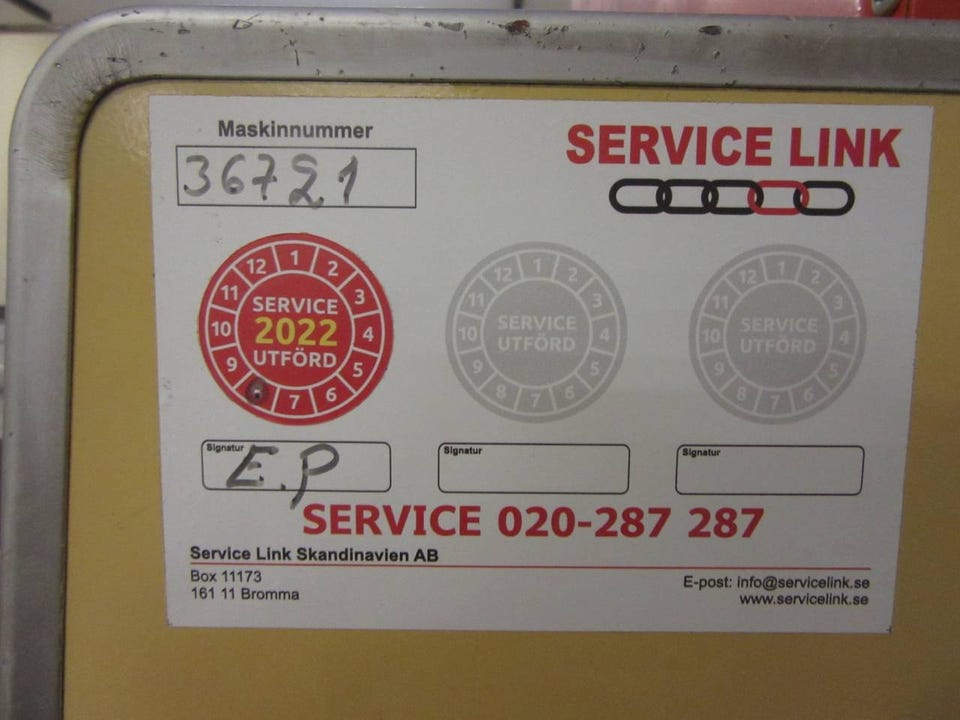 Maskinnummer
36721
SERVICE LINK
12 1 2 3 4 5 6 7 9 10 11
SERVICE
2022
UTFÖRD
12 1 2 3 4 5 6 7 8 9 10 11
SERVICE
UTFÖRD
12 1 2 3 4 5 6 7 8 9 10 11
SERVICE
UTFÖRD
Signatur
E.P
Signatur
Signatur
SERVICE 020-287 287
Service Link Skandinavien AB
Box 11173
161 11 Bromma
E-post: info@servicelink.se
www.servicelink.se